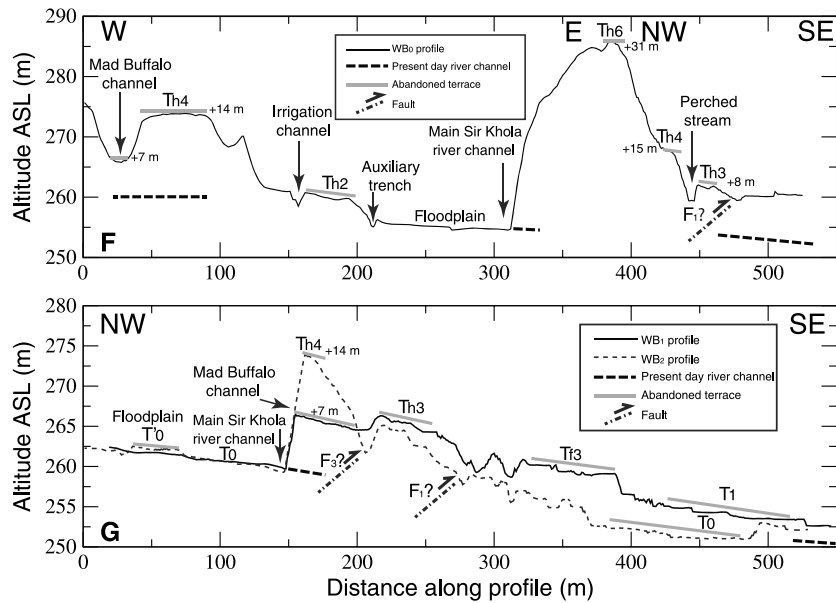 W
E
NW
SE
Th6
+31 m
Mad Buffalo
channel
Th4
+14 m
+7 m
WB0 profile
Present day river channel
Abandoned terrace
Fault
Irrigation
channel
Th2
Auxiliary
trench
Main Sir Khola
river channel
Floodplain
Perched
stream
Th4
+15 m
Th3
+8 m
F1?
F
Altitude ASL (m)
290
280
270
260
250
0
100
200
300
400
500
NW
SE
Th4
+14 m
Mad Buffalo
channel
+7 m
Th3
Floodplain
T'0
T0
Main Sir Khola
river channel
F3?
F1?
Tf3
T1
T0
WB1 profile
WB2 profile
Present day river channel
Abandoned terrace
Fault
G
Altitude ASL (m)
280
275
270
265
260
255
250
0
100
200
300
400
500
Distance along profile (m)